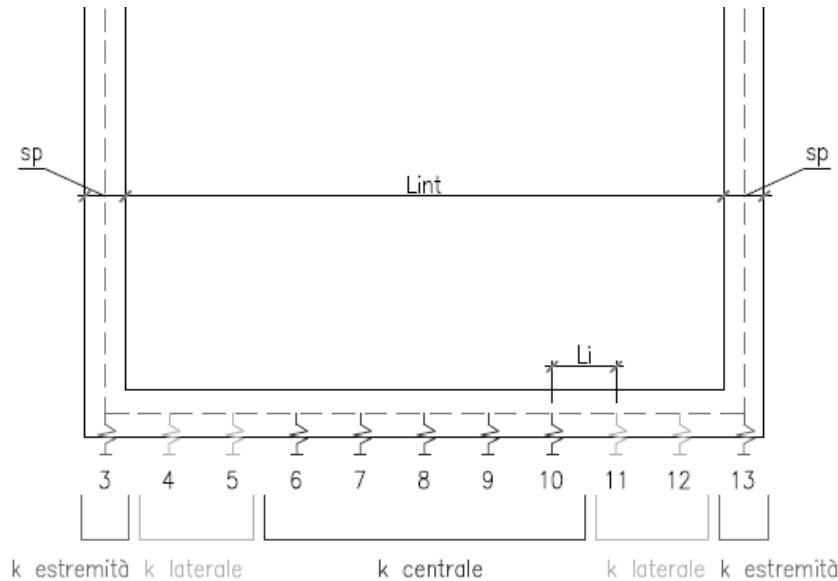 sp
sp
Lint
Li
3 4 5 6 7 8 9 10 11 12 13
k estremità k laterale k centrale k laterale k estremità